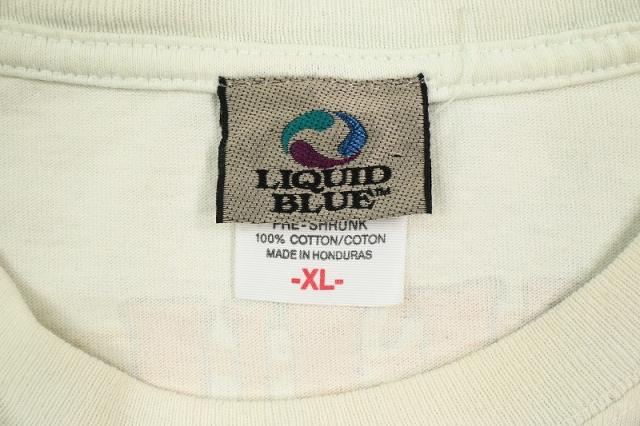 LIQUID
BLUE™
PRE-SHRUNK
100% COTTON/COTON
MADE IN HONDURAS
-XL-